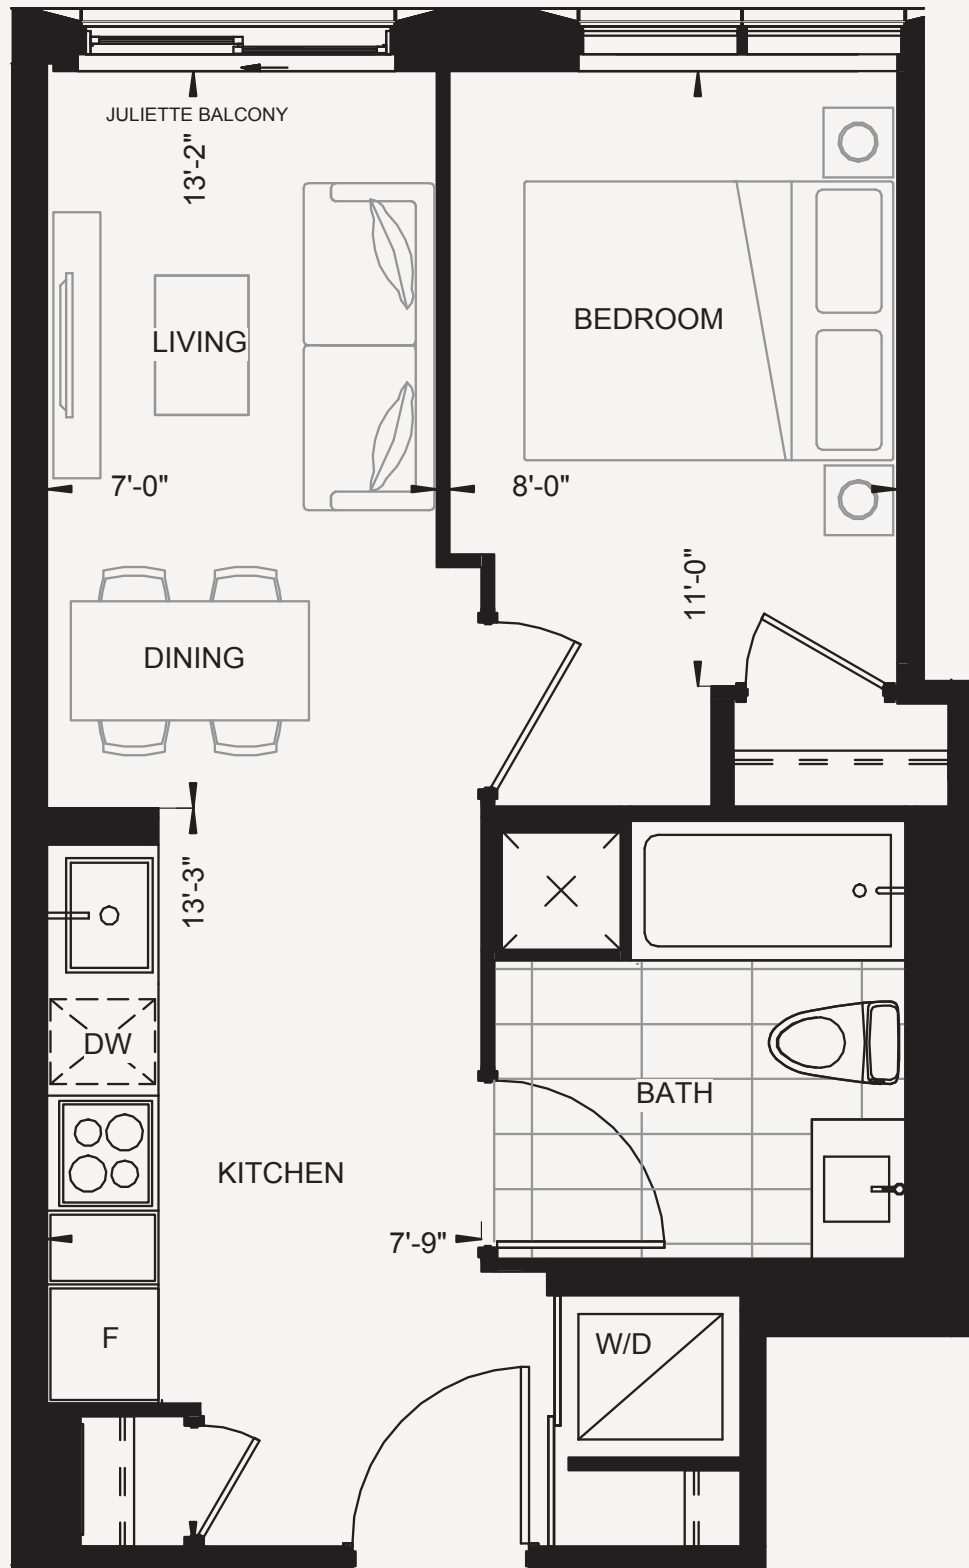 JULIETTE BALCONY
13'-2"
LIVING
BEDROOM
7'-0"
8'-0"
11'-0"
DINING
13'-3"
DW
BATH
KITCHEN
7'-9"
F
W/D